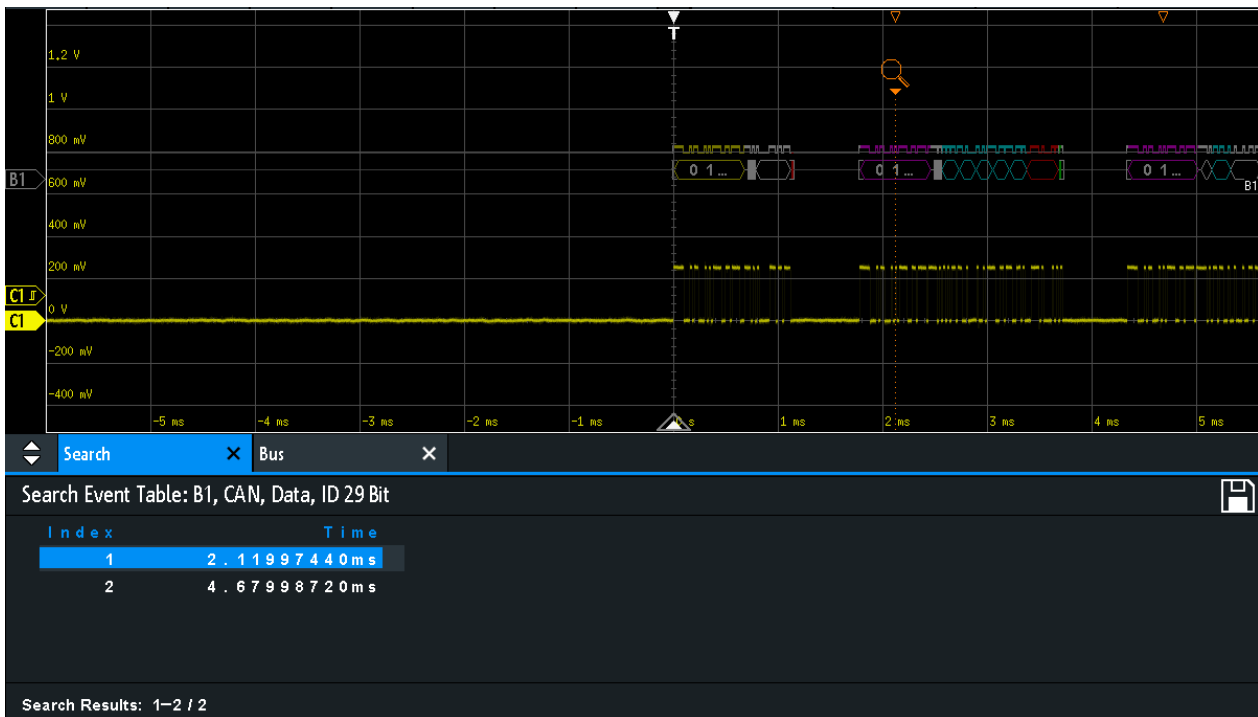 T
1.2 V
1 V
800 mV
B1
0 1...
0 1...
0 1...
600 mV
B1
400 mV
200 mV
C1
0 V
C1
-200 mV
-400 mV
-5 ms -4 ms -3 ms -2 ms -1 ms 0 s 1 ms 2 ms 3 ms 4 ms 5 ms
Search × Bus ×
Search Event Table: B1, CAN, Data, ID 29 Bit
Index Time
1 2.11997440ms
2 4.67998720ms
Search Results: 1-2 / 2